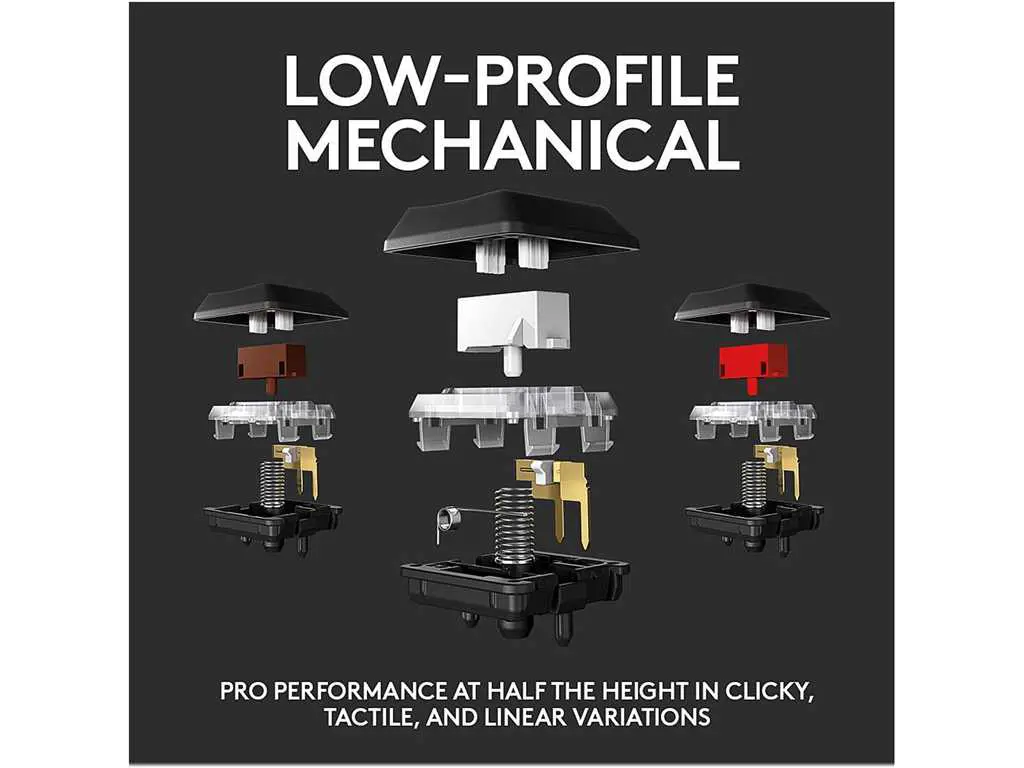 LOW-PROFILE
MECHANICAL
PRO PERFORMANCE AT HALF THE HEIGHT IN CLICKY,
TACTILE, AND LINEAR VARIATIONS